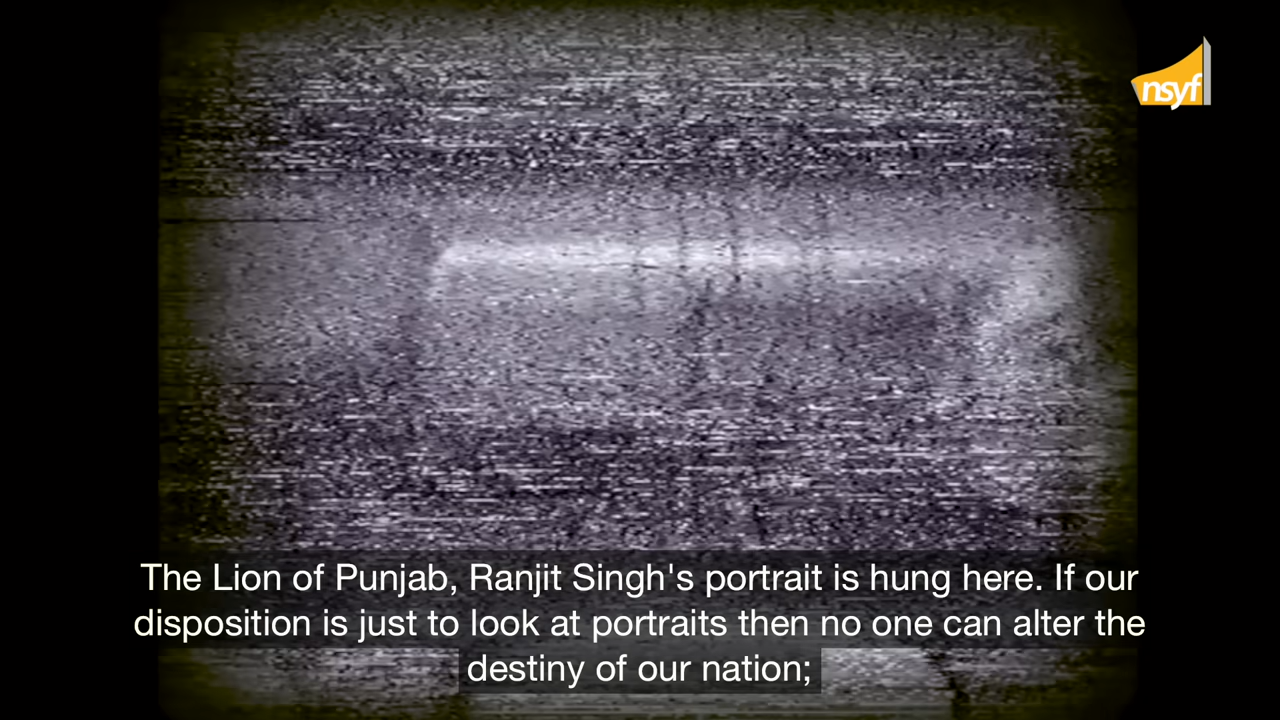 nsyf
The Lion of Punjab, Ranjit Singh's portrait is hung here. If our
disposition is just to look at portraits then no one can alter the
destiny of our nation;